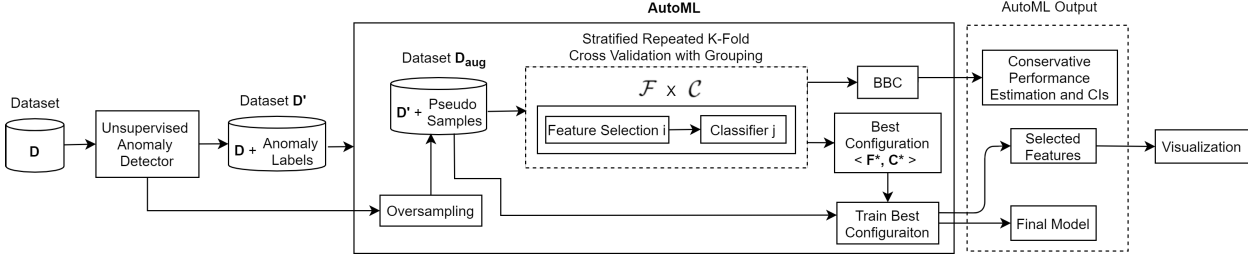 AutoML
AutoML Output
Stratified Repeated K-Fold
Cross Validation with Grouping
Dataset D_aug
D' + Pseudo
Samples
ℱ x 𝒞
Feature Selection i
Classifier j
BBC
Conservative
Performance
Estimation and CIs
Dataset
D
Unsupervised
Anomaly
Detector
Dataset D'
D + Anomaly
Labels
Best
Configuration
< F*, C* >
Selected
Features
Visualization
Oversampling
Train Best
Configuraiton
Final Model